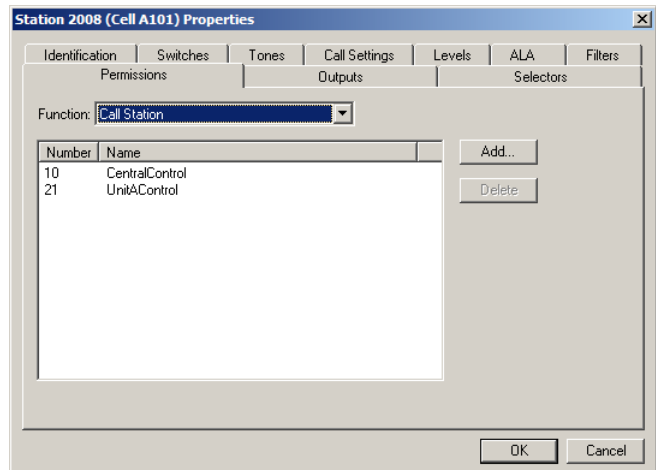 Station 2008 (Cell A101) Properties
Identification Switches Tones Call Settings Levels ALA Filters
Permissions Outputs Selectors
Function: Call Station
Number Name
10 CentralControl
21 UnitAControl
Add...
Delete
OK Cancel